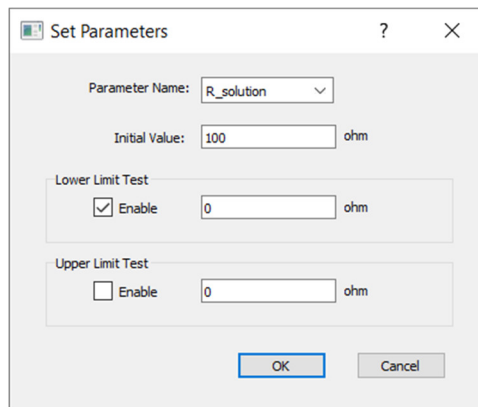 Set Parameters ?
Parameter Name: R_solution
Initial Value: 100 ohm
Lower Limit Test
Enable 0 ohm
Upper Limit Test
Enable 0 ohm
OK Cancel